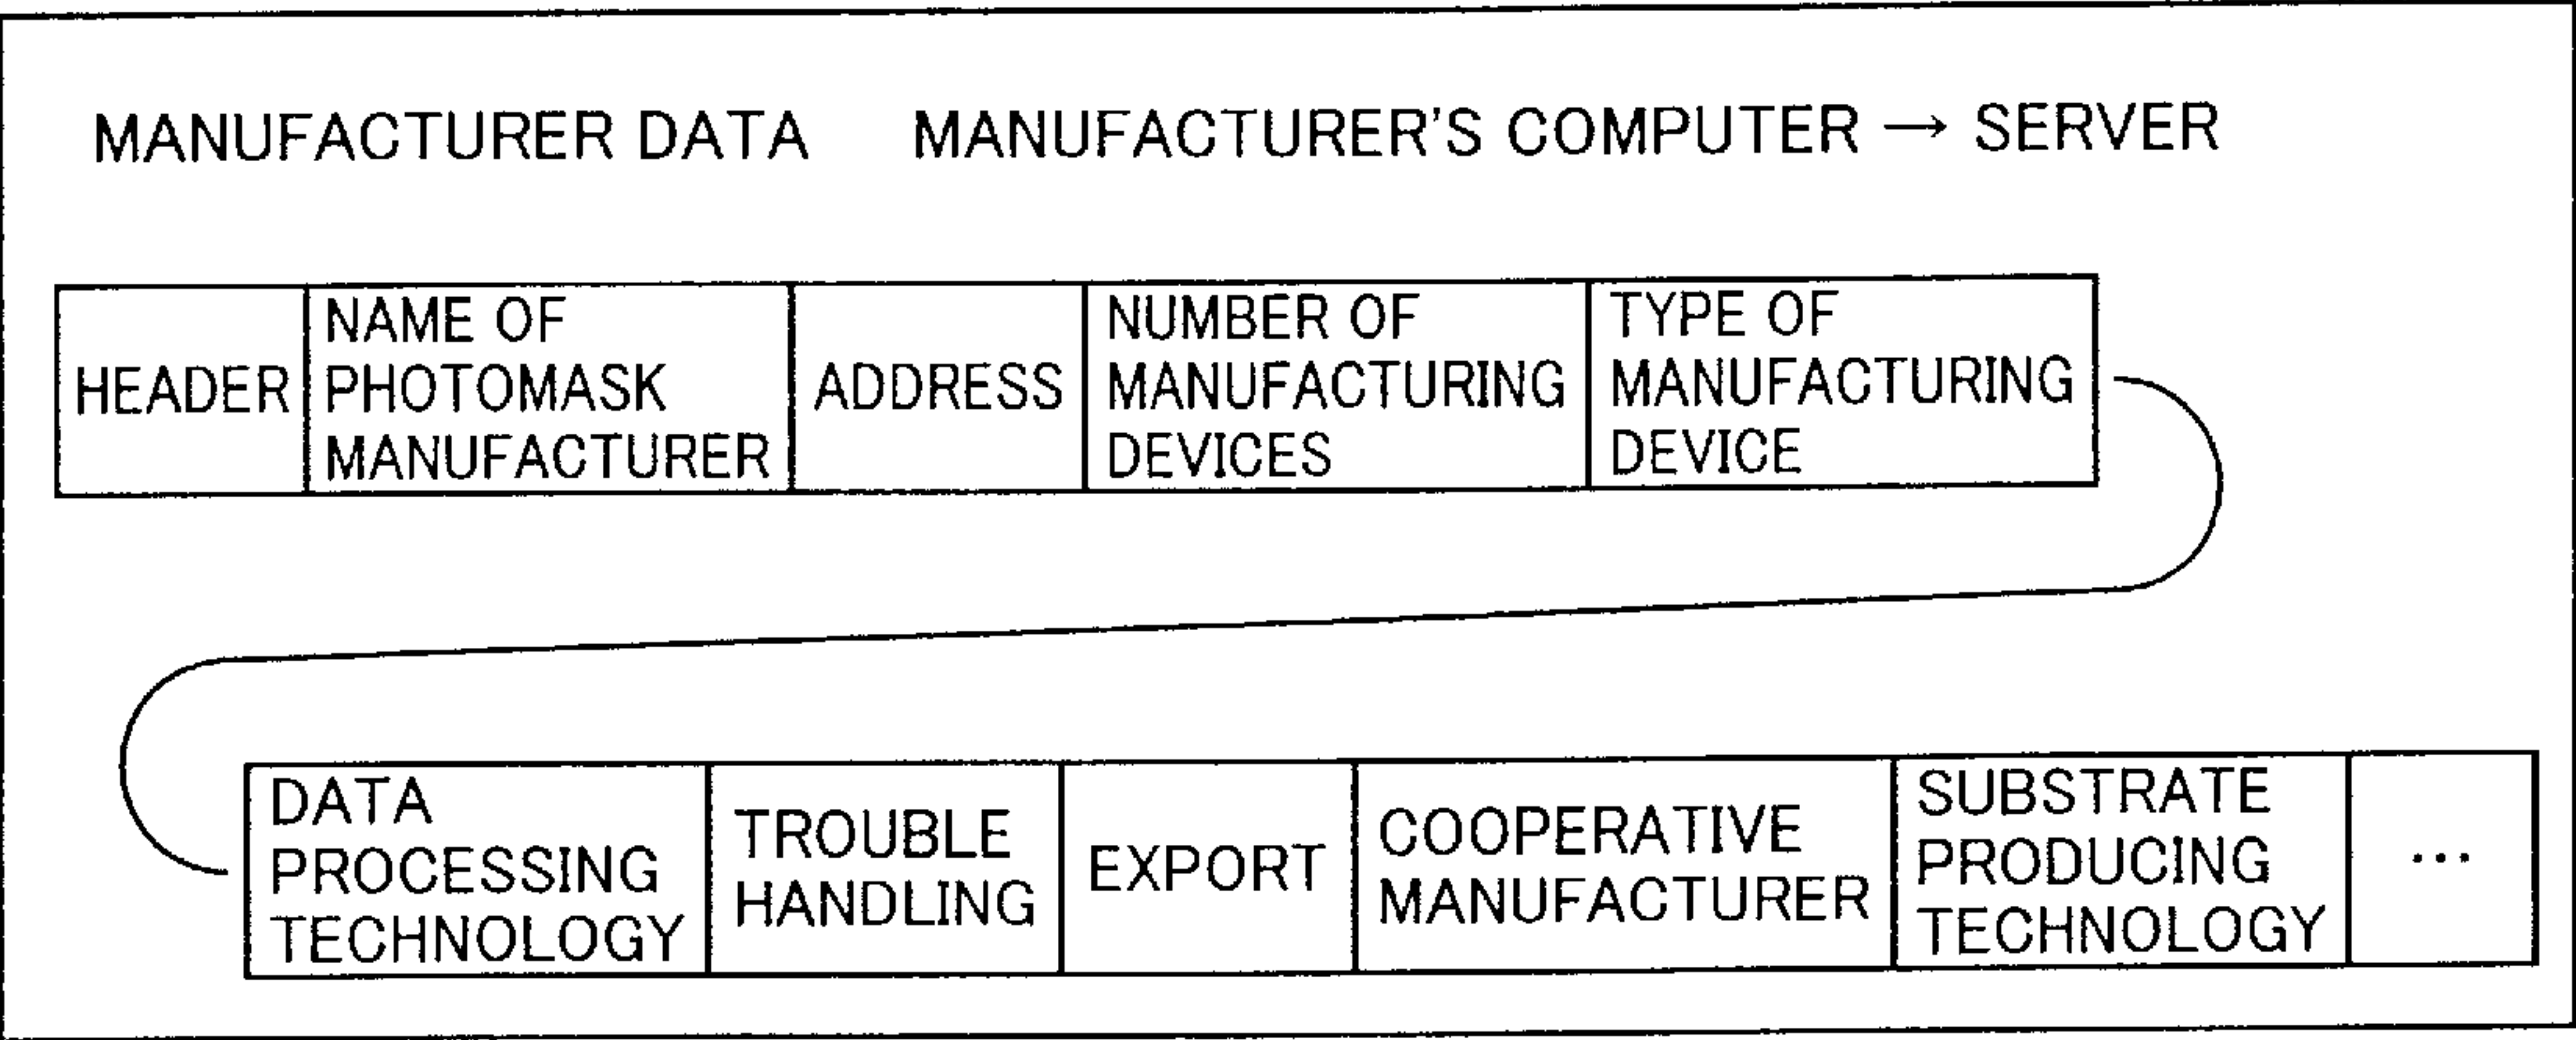 MANUFACTURER DATA MANUFACTURER'S COMPUTER → SERVER
HEADER
NAME OF
PHOTOMASK
MANUFACTURER
ADDRESS
NUMBER OF
MANUFACTURING
DEVICES
TYPE OF
MANUFACTURING
DEVICE
DATA
PROCESSING
TECHNOLOGY
TROUBLE
HANDLING
EXPORT
COOPERATIVE
MANUFACTURER
SUBSTRATE
PRODUCING
TECHNOLOGY
...